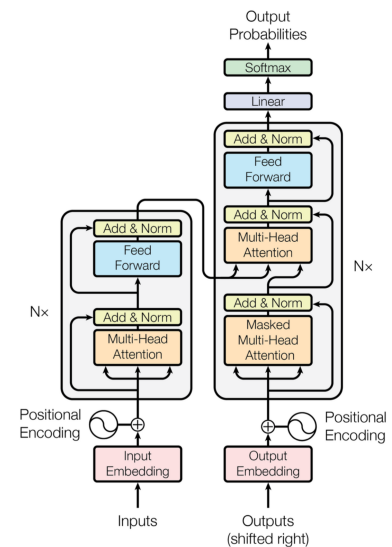 Output
Probabilities
Softmax
Linear
Add & Norm
Feed
Forward
Add & Norm
Multi-Head
Attention
Add & Norm
Masked
Multi-Head
Attention
N×
Add & Norm
Feed
Forward
Add & Norm
Multi-Head
Attention
N×
Positional
Encoding
Positional
Encoding
Input
Embedding
Output
Embedding
Inputs
Outputs
(shifted right)